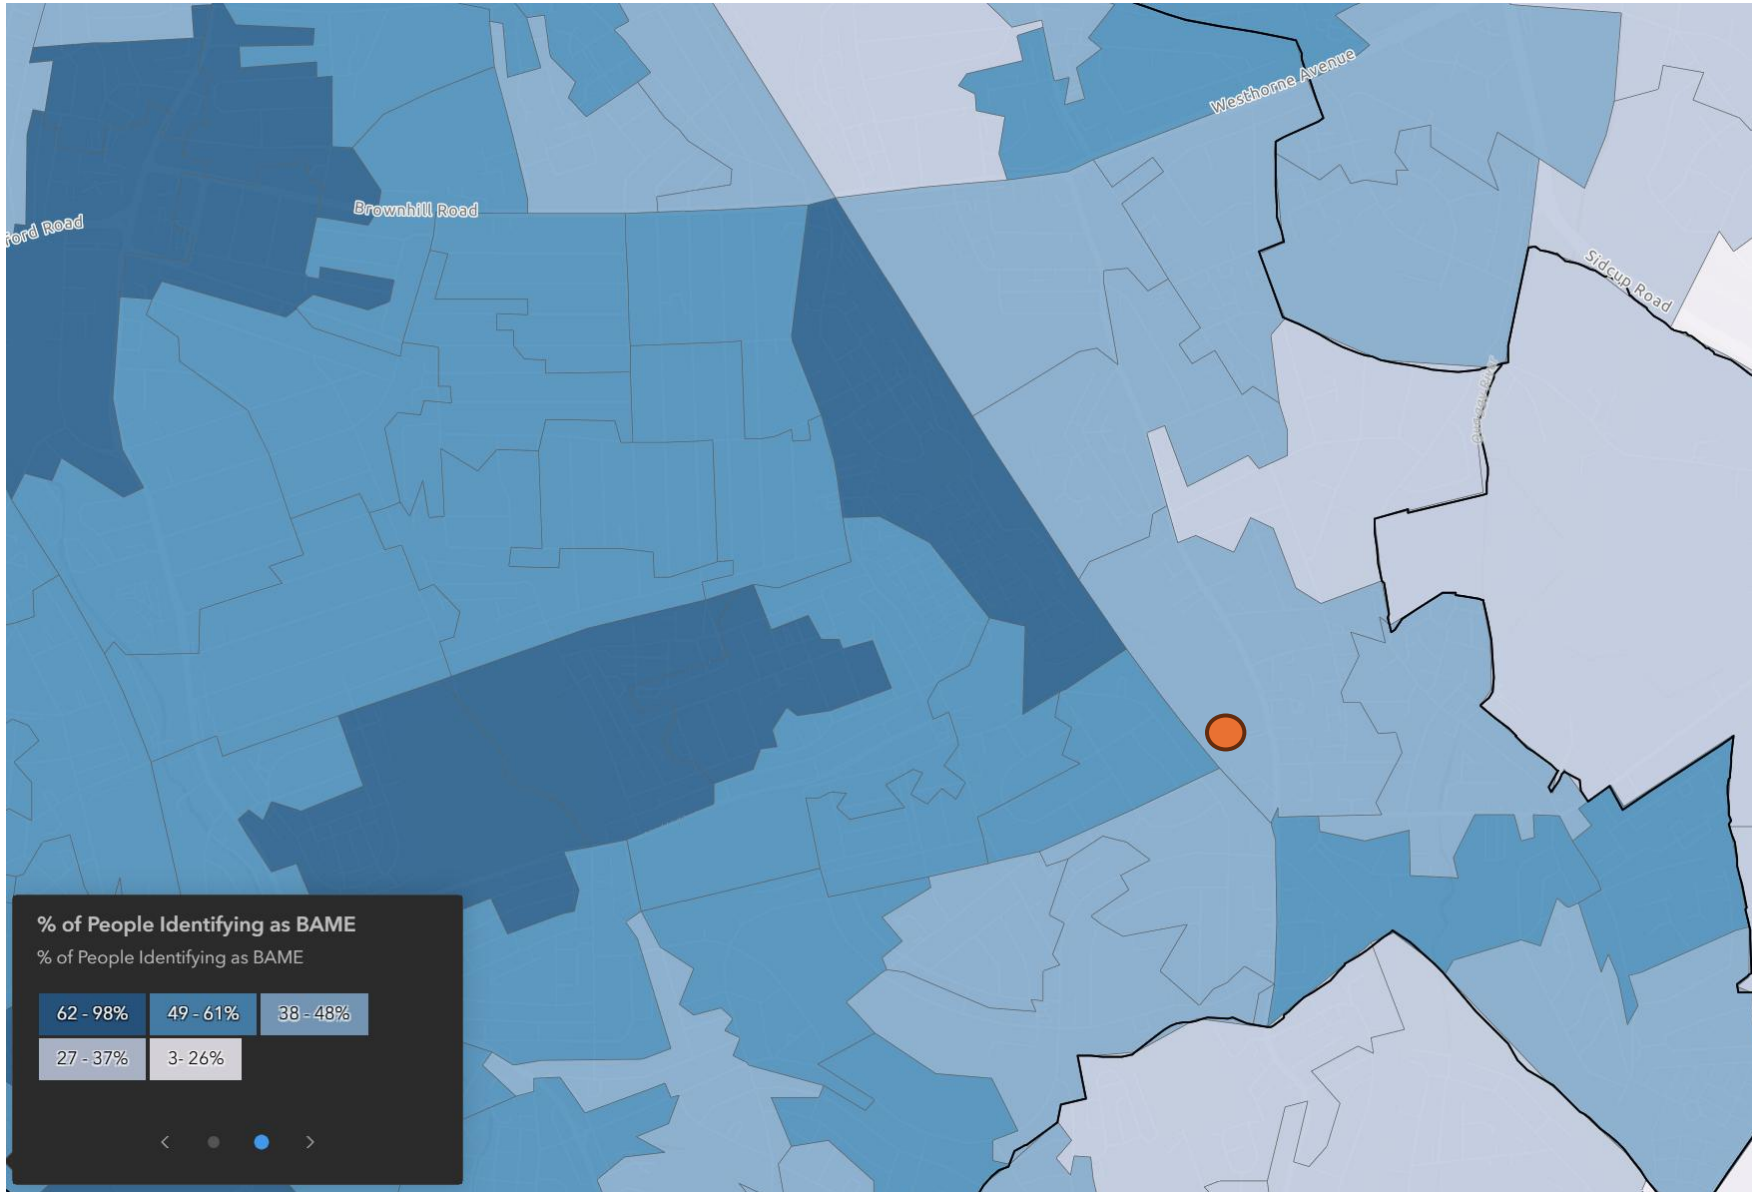 Westhorne Avenue
Brownhill Road
ford Road
Sidcup Road
% of People Identifying as BAME
% of People Identifying as BAME
62 - 98% 49 - 61% 38 - 48%
27 - 37% 3- 26%